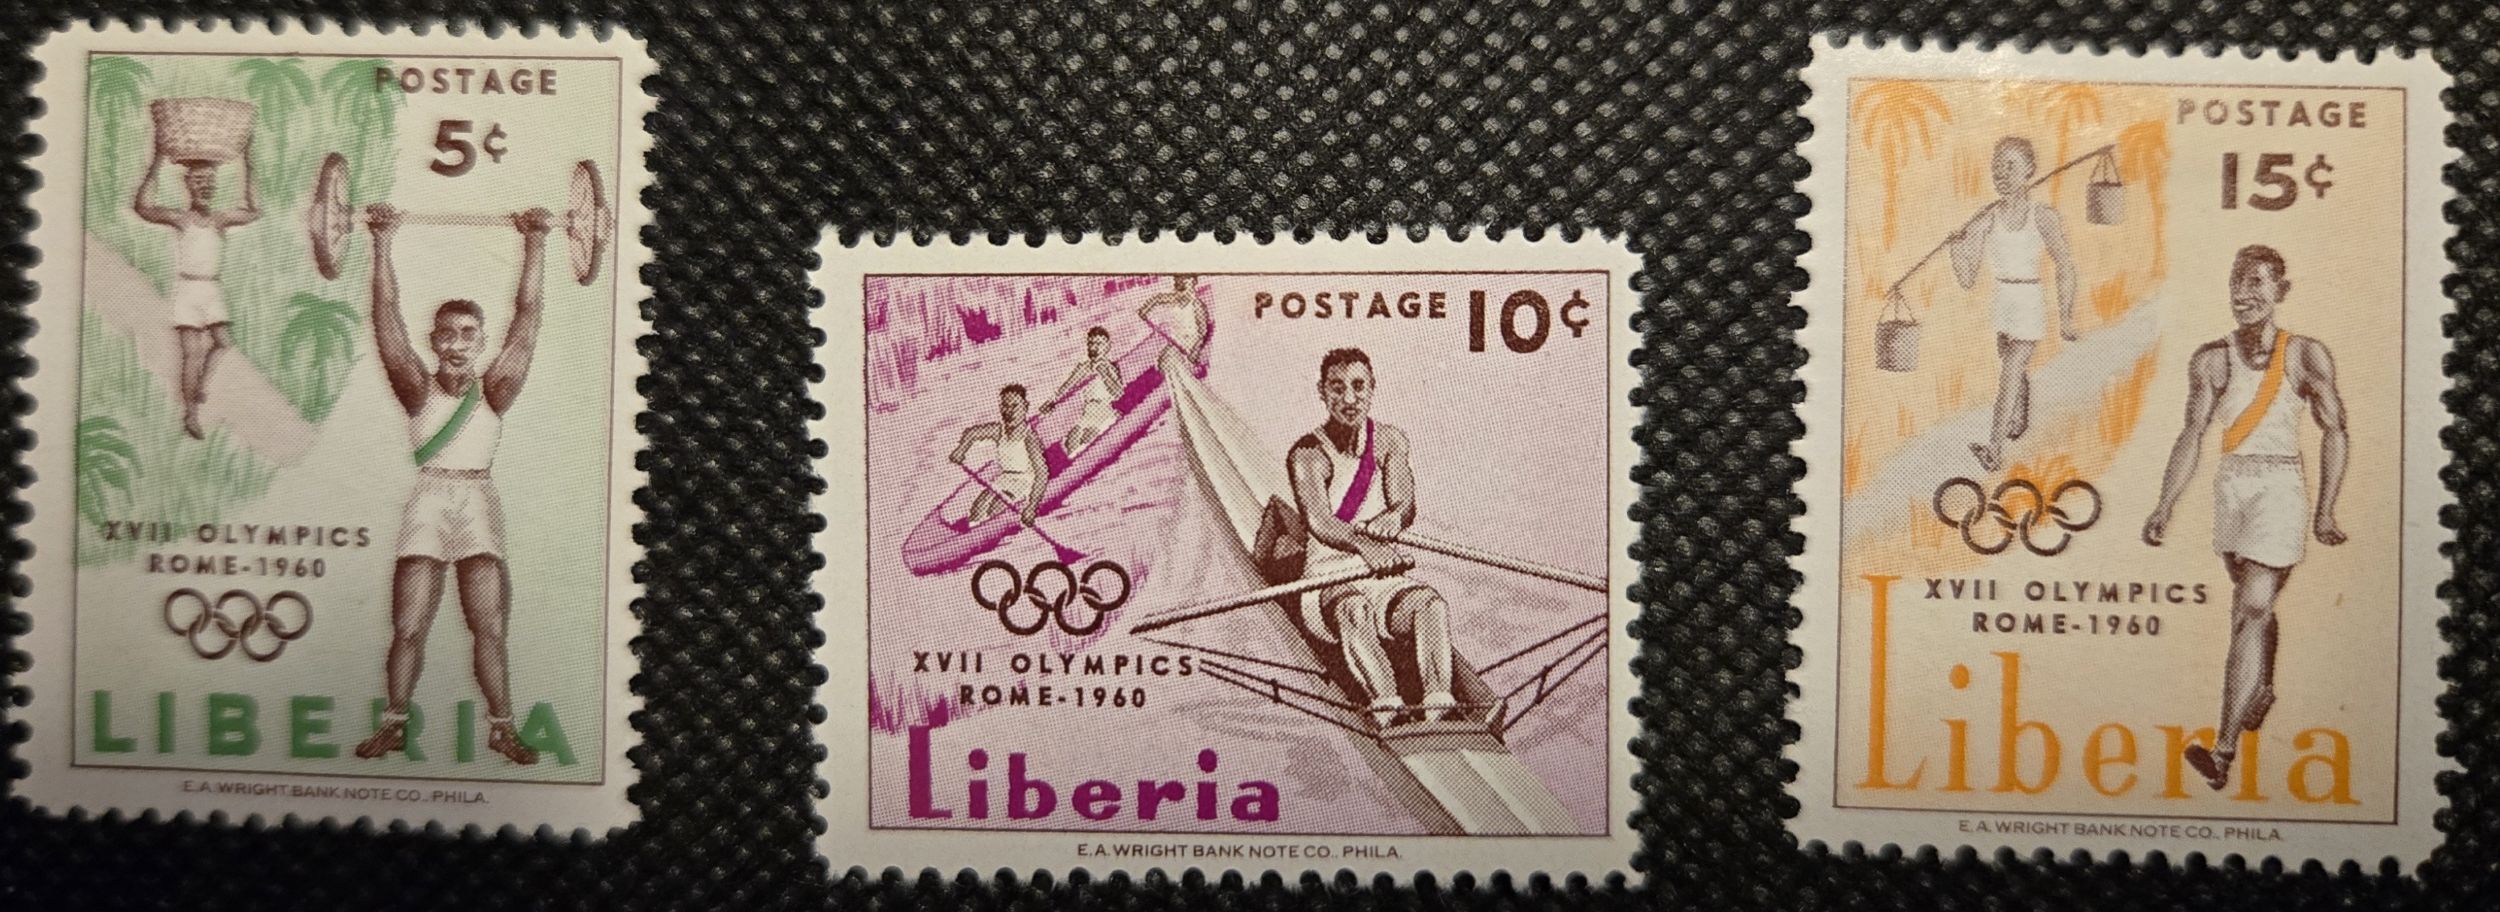 POSTAGE
5¢
XVII OLYMPICS
ROME-1960
LIBERIA
E.A. WRIGHT BANK NOTE CO., PHILA.
POSTAGE 10¢
XVII OLYMPICS
ROME-1960
Liberia
E.A. WRIGHT BANK NOTE CO., PHILA.
POSTAGE
15¢
XVII OLYMPICS
ROME-1960
Liberia
E.A. WRIGHT BANK NOTE CO., PHILA.